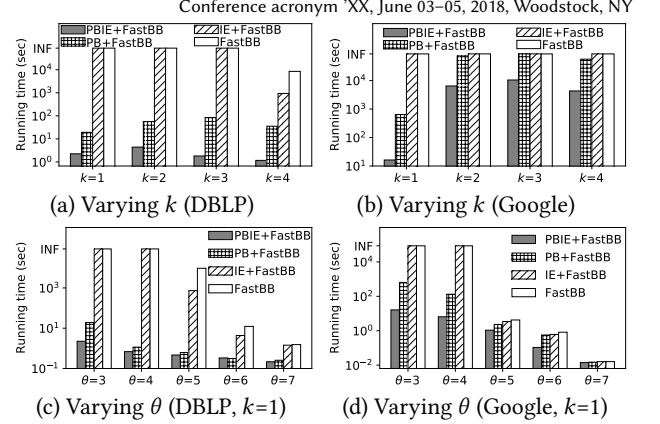 Conference acronym 'XX, June 03–05, 2018, Woodstock, NY
Running time (sec)
INF
10^4
10^3
10^2
10^1
10^0
PBIE+FastBB
PB+FastBB
IE+FastBB
FastBB
k=1 k=2 k=3 k=4
(a) Varying k (DBLP)
Running time (sec)
INF
10^4
10^3
10^2
10^1
PBIE+FastBB
PB+FastBB
IE+FastBB
FastBB
k=1 k=2 k=3 k=4
(b) Varying k (Google)
Running time (sec)
INF
10^3
10^1
10^−1
PBIE+FastBB
PB+FastBB
IE+FastBB
FastBB
θ=3 θ=4 θ=5 θ=6 θ=7
(c) Varying θ (DBLP, k=1)
Running time (sec)
INF
10^4
10^2
10^0
10^−2
PBIE+FastBB
PB+FastBB
IE+FastBB
FastBB
θ=3 θ=4 θ=5 θ=6 θ=7
(d) Varying θ (Google, k=1)